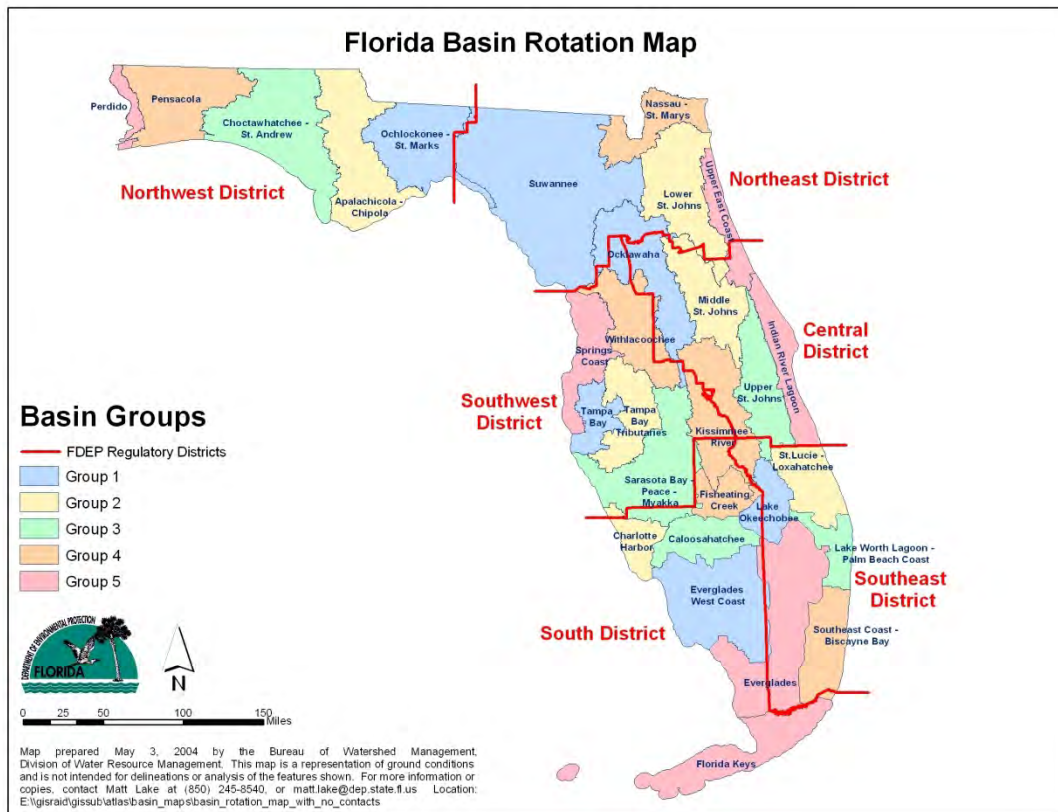 Florida Basin Rotation Map
Perdido
Pensacola
Choctawhatchee -
St. Andrew
Apalachicola -
Chipola
Ochlockonee -
St. Marks
Suwannee
Nassau -
St. Marys
Lower
St. Johns
Upper East Coast
Northwest District
Northeast District
Ocklawaha
Middle
St. Johns
Withlacoochee
Springs
Coast
Indian River Lagoon
Central
District
Upper
St. Johns
Southwest
District
Tampa
Bay
Tampa
Bay
Tributaries
Kissimmee
River
St.Lucie -
Loxahatchee
Sarasota Bay -
Peace -
Myakka
Fisheating
Creek
Lake
Okeechobee
Charlotte
Harbor
Caloosahatchee
Lake Worth Lagoon -
Palm Beach Coast
Southeast
District
Everglades
West Coast
South District
Southeast Coast -
Biscayne Bay
Everglades
Florida Keys
Basin Groups
FDEP Regulatory Districts
Group 1
Group 2
Group 3
Group 4
Group 5
DEPARTMENT OF ENVIRONMENTAL PROTECTION
FLORIDA
N
0 25 50 100 150
Miles
Map prepared May 3, 2004 by the Bureau of Watershed Management,
Division of Water Resource Management. This map is a representation of ground conditions
and is not intended for delineations or analysis of the features shown. For more information or
copies, contact Matt Lake at (850) 245-8540, or matt.lake@dep.state.fl.us Location:
E:\\gisraid\gissub\atlas\basin_maps\basin_rotation_map_with_no_contacts